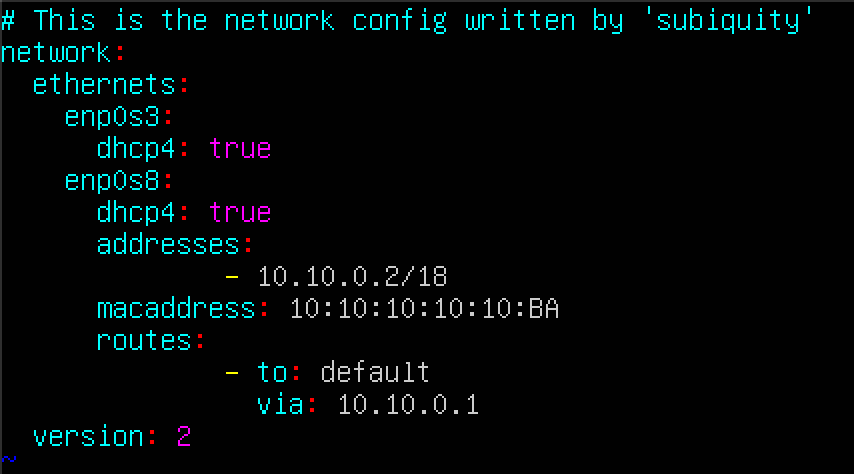 # This is the network config written by 'subiquity'
network:
  ethernets:
    enp0s3:
      dhcp4: true
    enp0s8:
      dhcp4: true
      addresses:
              - 10.10.0.2/18
      macaddress: 10:10:10:10:10:BA
      routes:
              - to: default
                via: 10.10.0.1
  version: 2
~